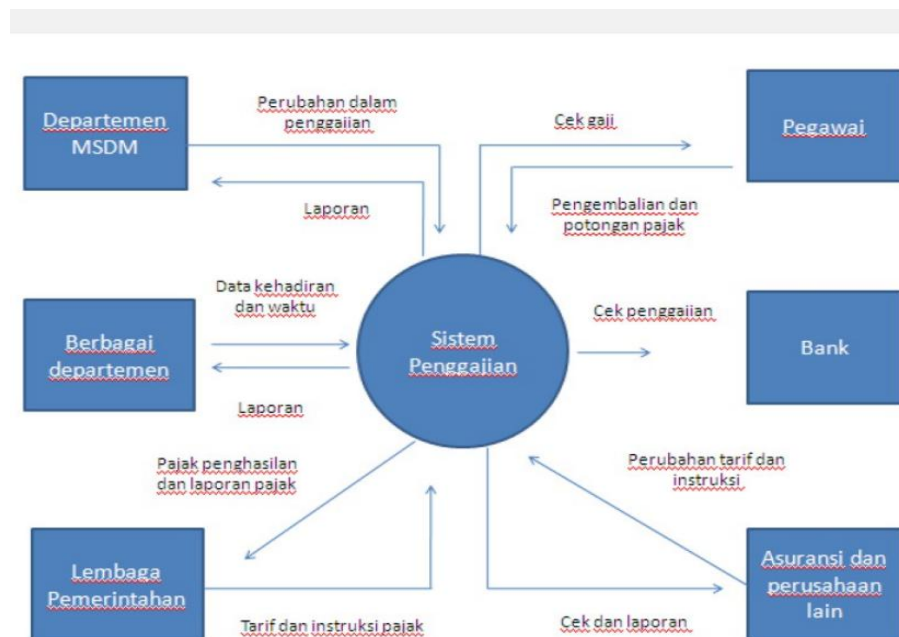 Departemen
MSDM
Perubahan dalam
penggajian
Laporan
Cek gaji
Pegawai
Pengembalian dan
potongan pajak
Data kehadiran
dan waktu
Berbagai
departemen
Laporan
Sistem
Penggajian
Cek penggajian
Bank
Pajak penghasilan
dan laporan pajak
Perubahan tarif dan
instruksi
Lembaga
Pemerintahan
Tarif dan instruksi pajak
Cek dan laporan
Asuransi dan
perusahaan
lain